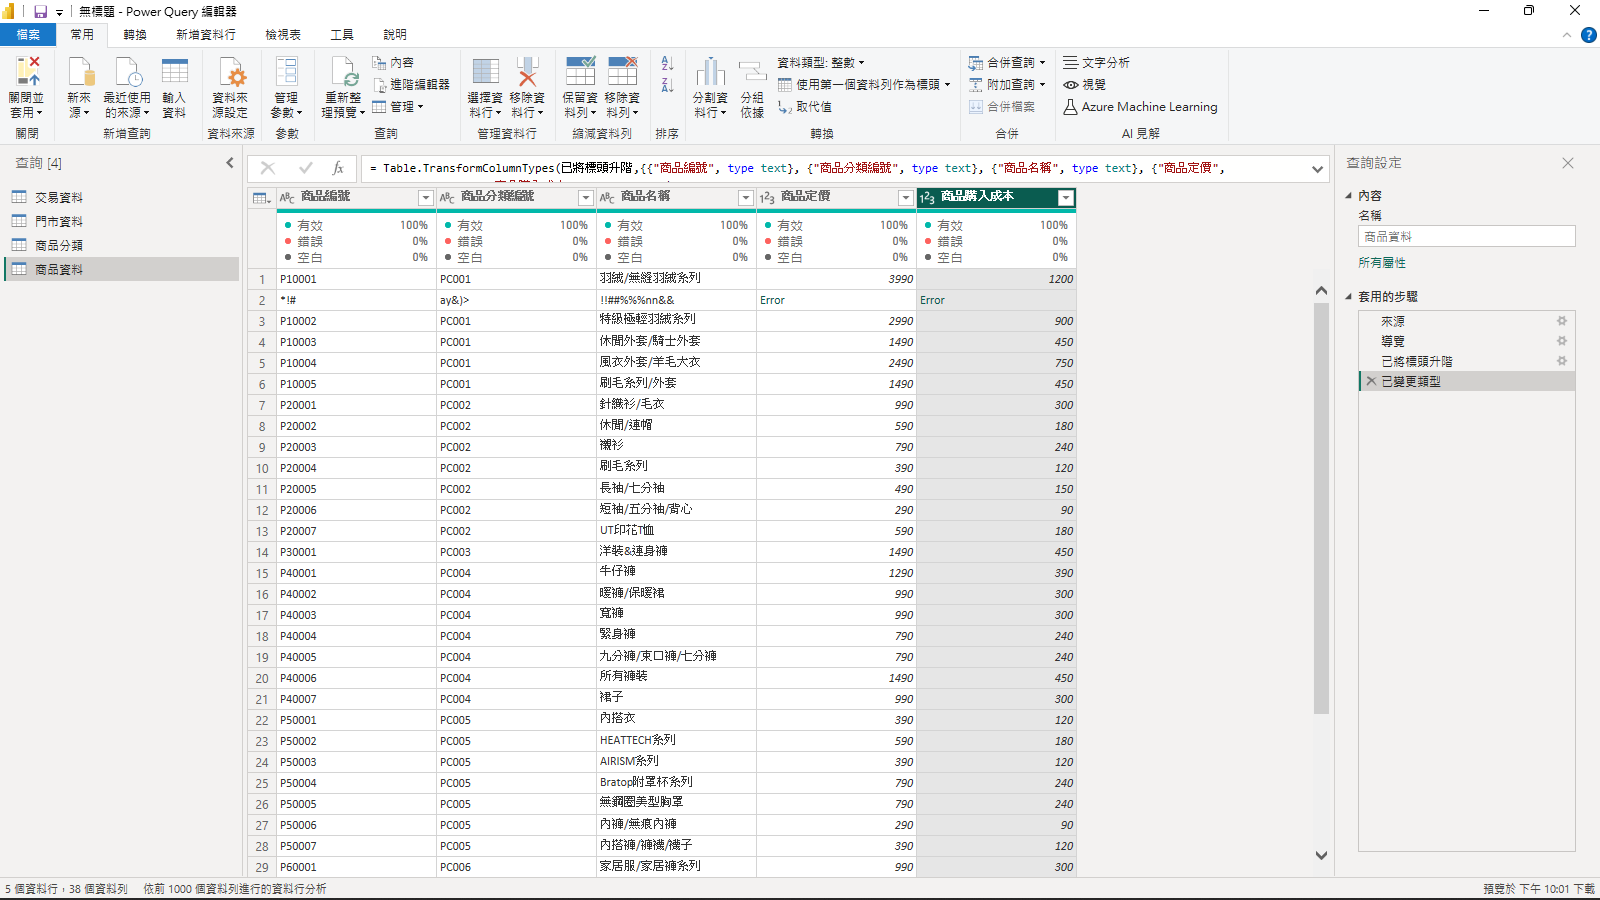 無標題 - Power Query 編輯器
檔案 常用 轉換 新增資料行 檢視表 工具 說明
關閉並套用 關閉
新來源 最近使用的來源 輸入資料 新增查詢
資料來源設定 資料來源
管理參數 參數
重新整理預覽 內容 進階編輯器 管理 查詢
選擇資料行 移除資料行 管理資料行
保留資料列 移除資料列 縮減資料列
排序
分割資料行 分組依據 資料類型: 整數 使用第一個資料列作為標頭 取代值 轉換
合併查詢 附加查詢 合併檔案 合併
文字分析 視覺 Azure Machine Learning AI 見解
查詢 [4]
交易資料
門市資料
商品分類
商品資料
= Table.TransformColumnTypes(已將標頭升階,{{"商品編號", type text}, {"商品分類編號", type text}, {"商品名稱", type text}, {"商品定價",
商品編號 商品分類編號 商品名稱 商品定價 商品購入成本
有效 100% 有效 100% 有效 100% 有效 100% 有效 100%
錯誤 0% 錯誤 0% 錯誤 0% 錯誤 0% 錯誤 0%
空白 0% 空白 0% 空白 0% 空白 0% 空白 0%
1 P10001 PC001 羽絨/無縫羽絨系列 3990 1200
2 *!# ay&)> !!##%%%nn&& Error Error
3 P10002 PC001 特級極輕羽絨系列 2990 900
4 P10003 PC001 休閒外套/騎士外套 1490 450
5 P10004 PC001 風衣外套/羊毛大衣 2490 750
6 P10005 PC001 刷毛系列/外套 1490 450
7 P20001 PC002 針織衫/毛衣 990 300
8 P20002 PC002 休閒/連帽 590 180
9 P20003 PC002 襯衫 790 240
10 P20004 PC002 刷毛系列 390 120
11 P20005 PC002 長袖/七分袖 490 150
12 P20006 PC002 短袖/五分袖/背心 290 90
13 P20007 PC002 UT印花T恤 590 180
14 P30001 PC003 洋裝&連身褲 1490 450
15 P40001 PC004 牛仔褲 1290 390
16 P40002 PC004 暖褲/保暖裙 990 300
17 P40003 PC004 寬褲 990 300
18 P40004 PC004 緊身褲 790 240
19 P40005 PC004 九分褲/束口褲/七分褲 790 240
20 P40006 PC004 所有褲裝 1490 450
21 P40007 PC004 裙子 990 300
22 P50001 PC005 內搭衣 390 120
23 P50002 PC005 HEATTECH系列 590 180
24 P50003 PC005 AIRISM系列 390 120
25 P50004 PC005 Bratop附罩杯系列 790 240
26 P50005 PC005 無鋼圈美型胸罩 790 240
27 P50006 PC005 內褲/無痕內褲 290 90
28 P50007 PC005 內搭褲/褲襪/襪子 390 120
29 P60001 PC006 家居服/家居褲系列 990 300
查詢設定
內容
名稱
商品資料
所有屬性
套用的步驟
來源
導覽
已將標頭升階
已變更類型
5 個資料行，38 個資料列 依前 1000 個資料列進行的資料行分析
預覽於 下午 10:01 下載